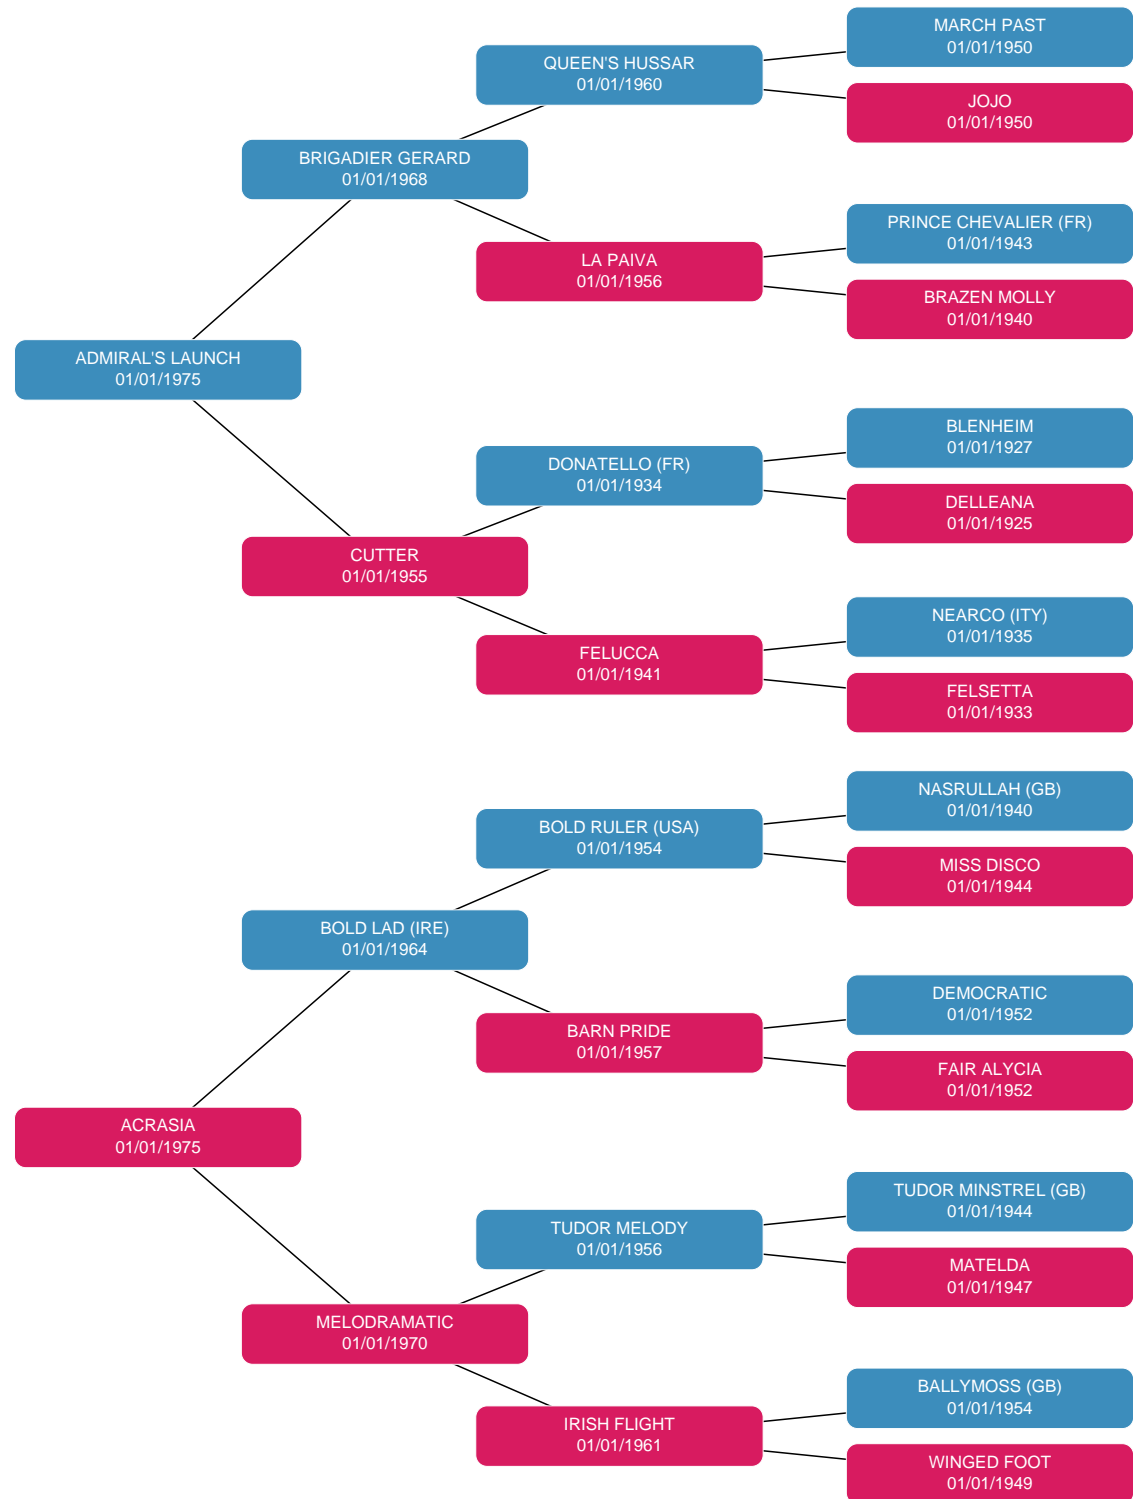 MARCH PAST
01/01/1950
QUEEN'S HUSSAR
01/01/1960
JOJO
01/01/1950
BRIGADIER GERARD
01/01/1968
PRINCE CHEVALIER (FR)
01/01/1943
LA PAIVA
01/01/1956
BRAZEN MOLLY
01/01/1940
ADMIRAL'S LAUNCH
01/01/1975
BLENHEIM
01/01/1927
DONATELLO (FR)
01/01/1934
DELLEANA
01/01/1925
CUTTER
01/01/1955
NEARCO (ITY)
01/01/1935
FELUCCA
01/01/1941
FELSETTA
01/01/1933
NASRULLAH (GB)
01/01/1940
BOLD RULER (USA)
01/01/1954
MISS DISCO
01/01/1944
BOLD LAD (IRE)
01/01/1964
DEMOCRATIC
01/01/1952
BARN PRIDE
01/01/1957
FAIR ALYCIA
01/01/1952
ACRASIA
01/01/1975
TUDOR MINSTREL (GB)
01/01/1944
TUDOR MELODY
01/01/1956
MATELDA
01/01/1947
MELODRAMATIC
01/01/1970
BALLYMOSS (GB)
01/01/1954
IRISH FLIGHT
01/01/1961
WINGED FOOT
01/01/1949